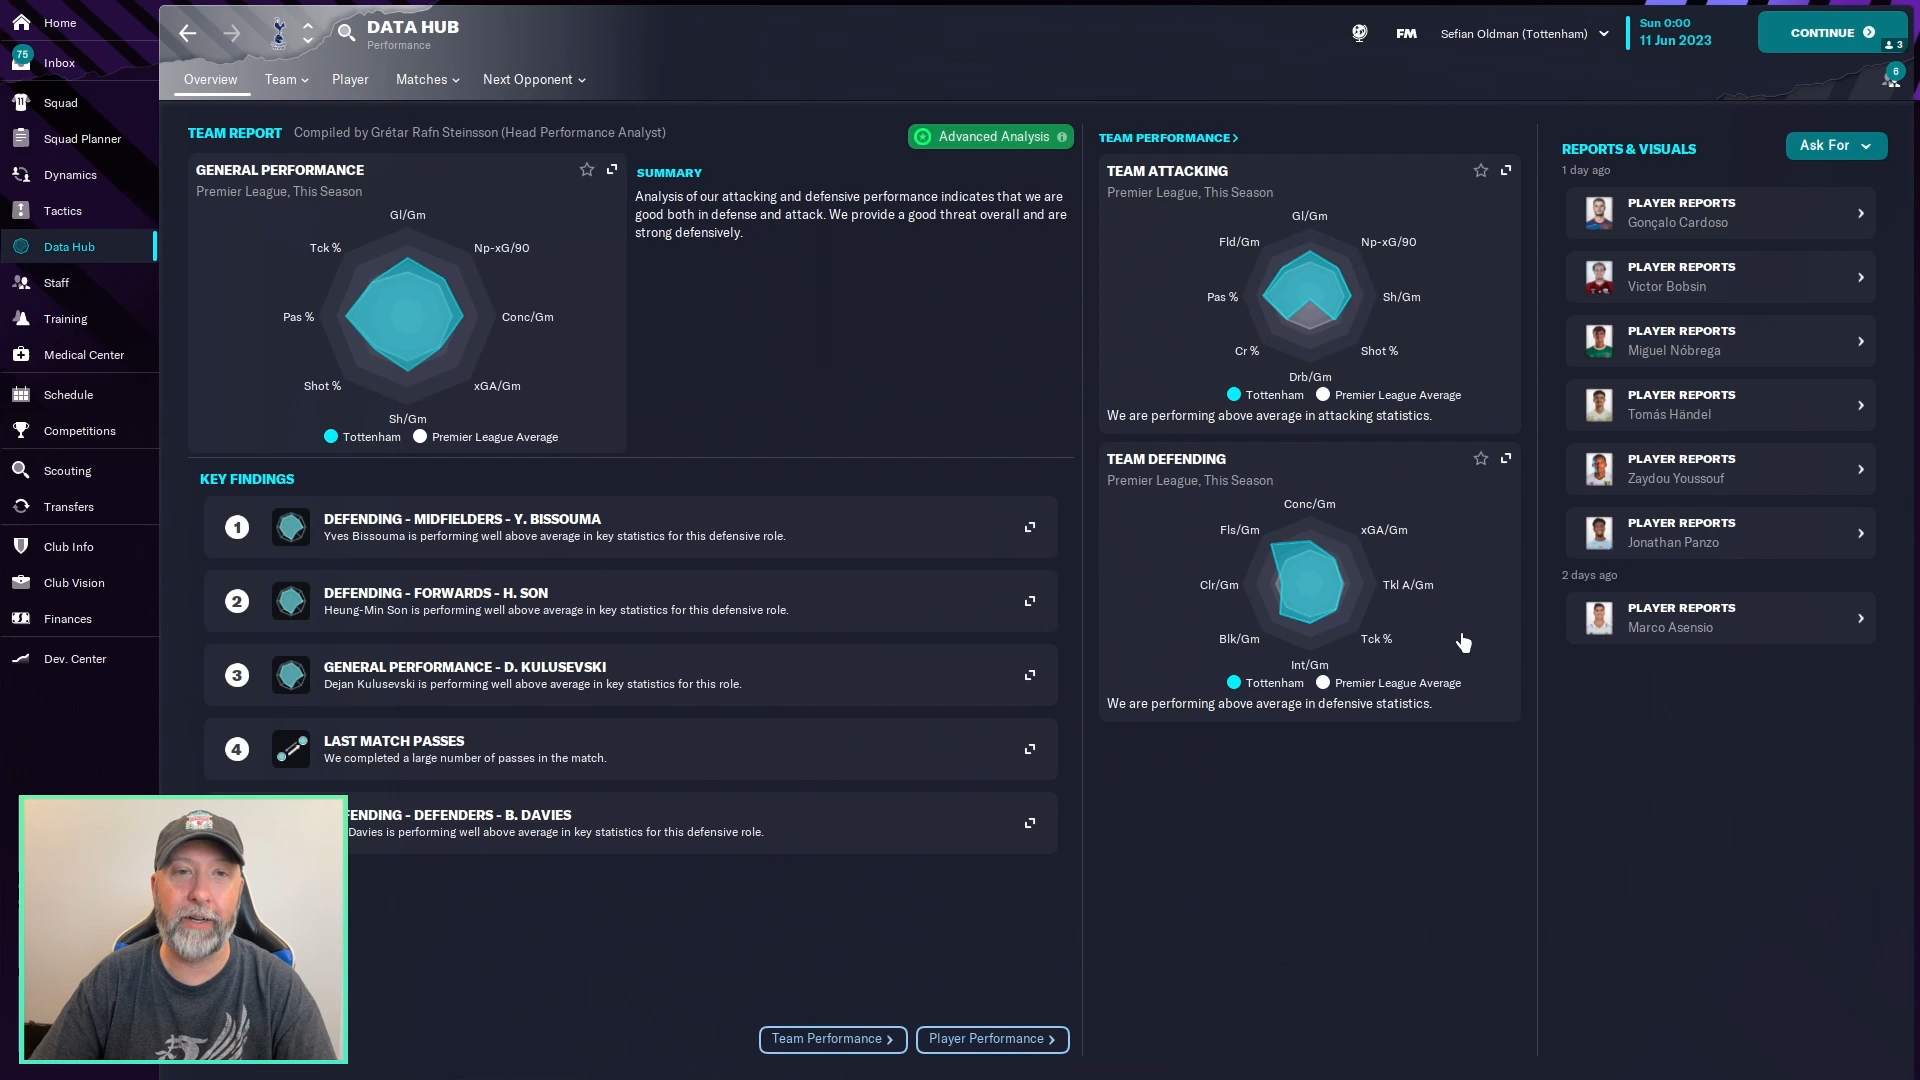 Home
75
Inbox
Squad
Squad Planner
Dynamics
Tactics
Data Hub
Staff
Training
Medical Center
Schedule
Competitions
Scouting
Transfers
Club Info
Club Vision
Finances
Dev. Center
DATA HUB
Performance
FM
Sefian Oldman (Tottenham)
Sun 0:00
11 Jun 2023
CONTINUE
3
6
Overview
Team
Player
Matches
Next Opponent
TEAM REPORT Compiled by Grétar Rafn Steinsson (Head Performance Analyst)
Advanced Analysis
GENERAL PERFORMANCE
Premier League, This Season
Gl/Gm
Tck %
Np-xG/90
Pas %
Conc/Gm
Shot %
xGA/Gm
Sh/Gm
Tottenham
Premier League Average
SUMMARY
Analysis of our attacking and defensive performance indicates that we are
good both in defense and attack. We provide a good threat overall and are
strong defensively.
KEY FINDINGS
1
DEFENDING - MIDFIELDERS - Y. BISSOUMA
Yves Bissouma is performing well above average in key statistics for this defensive role.
2
DEFENDING - FORWARDS - H. SON
Heung-Min Son is performing well above average in key statistics for this defensive role.
3
GENERAL PERFORMANCE - D. KULUSEVSKI
Dejan Kulusevski is performing well above average in key statistics for this role.
4
LAST MATCH PASSES
We completed a large number of passes in the match.
FENDING - DEFENDERS - B. DAVIES
Davies is performing well above average in key statistics for this defensive role.
Team Performance
Player Performance
TEAM PERFORMANCE
TEAM ATTACKING
Premier League, This Season
Gl/Gm
Fld/Gm
Np-xG/90
Pas %
Sh/Gm
Cr %
Shot %
Drb/Gm
Tottenham
Premier League Average
We are performing above average in attacking statistics.
TEAM DEFENDING
Premier League, This Season
Conc/Gm
Fls/Gm
xGA/Gm
Clr/Gm
Tkl A/Gm
Blk/Gm
Tck %
Int/Gm
Tottenham
Premier League Average
We are performing above average in defensive statistics.
REPORTS & VISUALS
Ask For
1 day ago
PLAYER REPORTS
Gonçalo Cardoso
PLAYER REPORTS
Victor Bobsin
PLAYER REPORTS
Miguel Nóbrega
PLAYER REPORTS
Tomás Händel
PLAYER REPORTS
Zaydou Youssouf
PLAYER REPORTS
Jonathan Panzo
2 days ago
PLAYER REPORTS
Marco Asensio